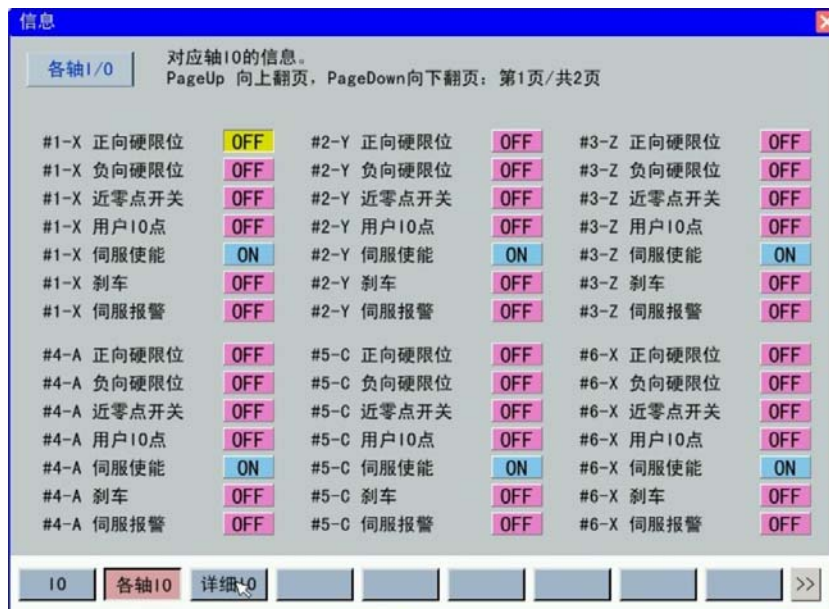 信息
各轴I/O
对应轴IO的信息。
PageUp 向上翻页，PageDown向下翻页：第1页/共2页
#1-X 正向硬限位 OFF #2-Y 正向硬限位 OFF #3-Z 正向硬限位 OFF
#1-X 负向硬限位 OFF #2-Y 负向硬限位 OFF #3-Z 负向硬限位 OFF
#1-X 近零点开关 OFF #2-Y 近零点开关 OFF #3-Z 近零点开关 OFF
#1-X 用户IO点 OFF #2-Y 用户IO点 OFF #3-Z 用户IO点 OFF
#1-X 伺服使能 ON #2-Y 伺服使能 ON #3-Z 伺服使能 ON
#1-X 刹车 OFF #2-Y 刹车 OFF #3-Z 刹车 OFF
#1-X 伺服报警 OFF #2-Y 伺服报警 OFF #3-Z 伺服报警 OFF
#4-A 正向硬限位 OFF #5-C 正向硬限位 OFF #6-X 正向硬限位 OFF
#4-A 负向硬限位 OFF #5-C 负向硬限位 OFF #6-X 负向硬限位 OFF
#4-A 近零点开关 OFF #5-C 近零点开关 OFF #6-X 近零点开关 OFF
#4-A 用户IO点 OFF #5-C 用户IO点 OFF #6-X 用户IO点 OFF
#4-A 伺服使能 ON #5-C 伺服使能 ON #6-X 伺服使能 ON
#4-A 刹车 OFF #5-C 刹车 OFF #6-X 刹车 OFF
#4-A 伺服报警 OFF #5-C 伺服报警 OFF #6-X 伺服报警 OFF
IO 各轴IO 详细IO >>